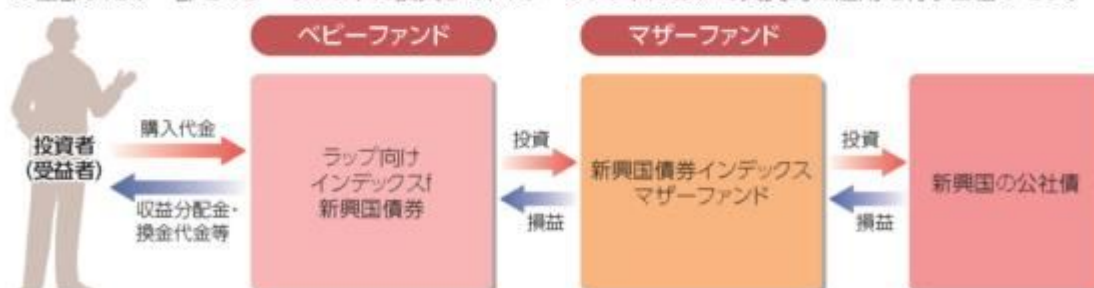 ベビーファンド
マザーファンド
投資者
(受益者)
購入代金
収益分配金・
換金代金等
ラップ向け
インデックスf
新興国債券
投資
損益
新興国債券インデックス
マザーファンド
投資
損益
新興国の公社債